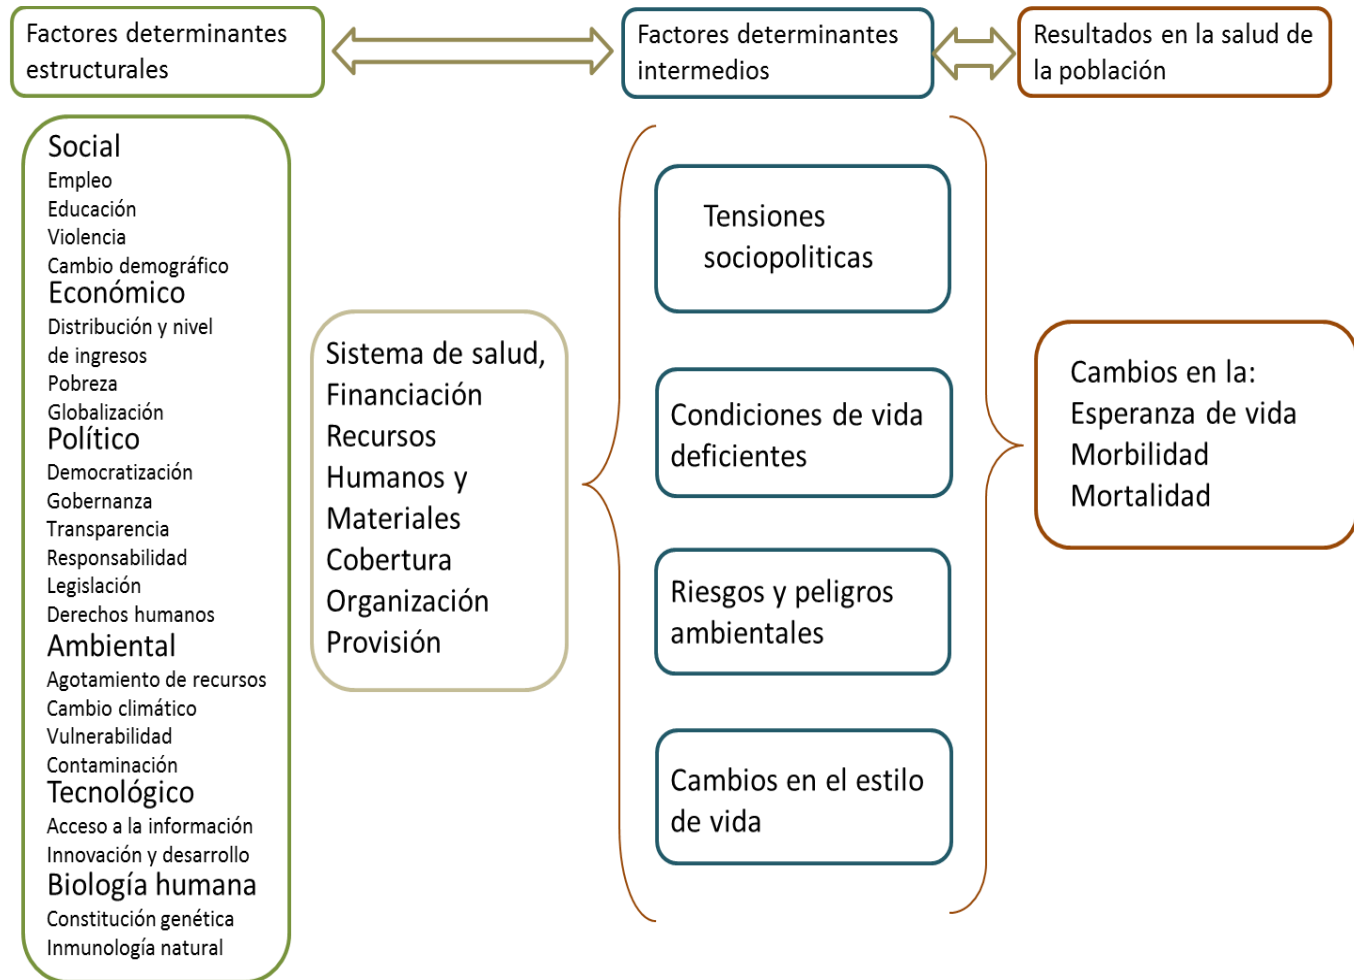 Factores determinantes
estructurales
Factores determinantes
intermedios
Resultados en la salud de
la población
Social
Empleo
Educación
Violencia
Cambio demográfico
Económico
Distribución y nivel
de ingresos
Pobreza
Globalización
Político
Democratización
Gobernanza
Transparencia
Responsabilidad
Legislación
Derechos humanos
Ambiental
Agotamiento de recursos
Cambio climático
Vulnerabilidad
Contaminación
Tecnológico
Acceso a la información
Innovación y desarrollo
Biología humana
Constitución genética
Inmunología natural
Sistema de salud,
Financiación
Recursos
Humanos y
Materiales
Cobertura
Organización
Provisión
Tensiones
sociopoliticas
Condiciones de vida
deficientes
Riesgos y peligros
ambientales
Cambios en el estilo
de vida
Cambios en la:
Esperanza de vida
Morbilidad
Mortalidad